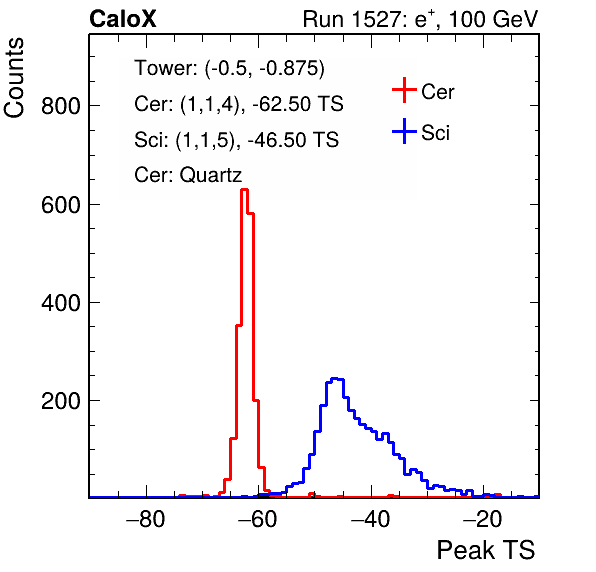 CaloX Run 1527: e⁺, 100 GeV
Counts
Tower: (-0.5, -0.875)
Cer: (1,1,4), -62.50 TS
Sci: (1,1,5), -46.50 TS
Cer: Quartz
Cer
Sci
800
600
400
200
−80 −60 −40 −20
Peak TS